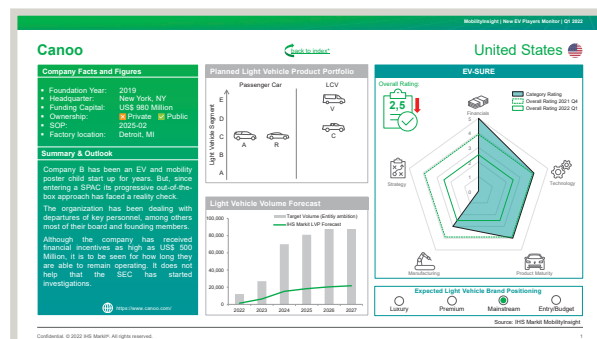 MobilityInsight | New EV Players Monitor | Q1 2022
Canoo
back to index*
United States
Company Facts and Figures
Foundation Year: 2019
Headquarter: New York, NY
Funding Capital: US$ 980 Million
Ownership: Private Public
SOP: 2025-02
Factory location: Detroit, MI
Summary & Outlook
Company B has been an EV and mobility
poster child start up for years. But, since
entering a SPAC its progressive out-of-the-
box approach has faced a reality check.
The organization has been dealing with
departures of key personnel, among others
most of their board and founding members.
Although the company has received
financial incentives as high as US$ 500
Million, it is to be seen for how long they
are able to remain operating. It does not
help that the SEC has started
investigations.
https://www.canoo.com/
Planned Light Vehicle Product Portfolio
Passenger Car LCV
Light Vehicle Segment
E
D
C
B
A
A R
V
C
Light Vehicle Volume Forecast
Target Volume (Entity ambition)
IHS Markit LVP Forecast
100,000
80,000
60,000
40,000
20,000
0
2022 2023 2024 2025 2026 2027
EV-SURE
Overall Rating:
2,5
Category Rating
Overall Rating 2021 Q4
Overall Rating 2022 Q1
Financials
Technology
Product Maturity
Manufacturing
Strategy
5
4
3
2
1
0
Expected Light Vehicle Brand Positioning
Luxury Premium Mainstream Entry/Budget
Source: IHS Markit MobilityInsight
Confidential. © 2022 IHS Markit®. All rights reserved.
1